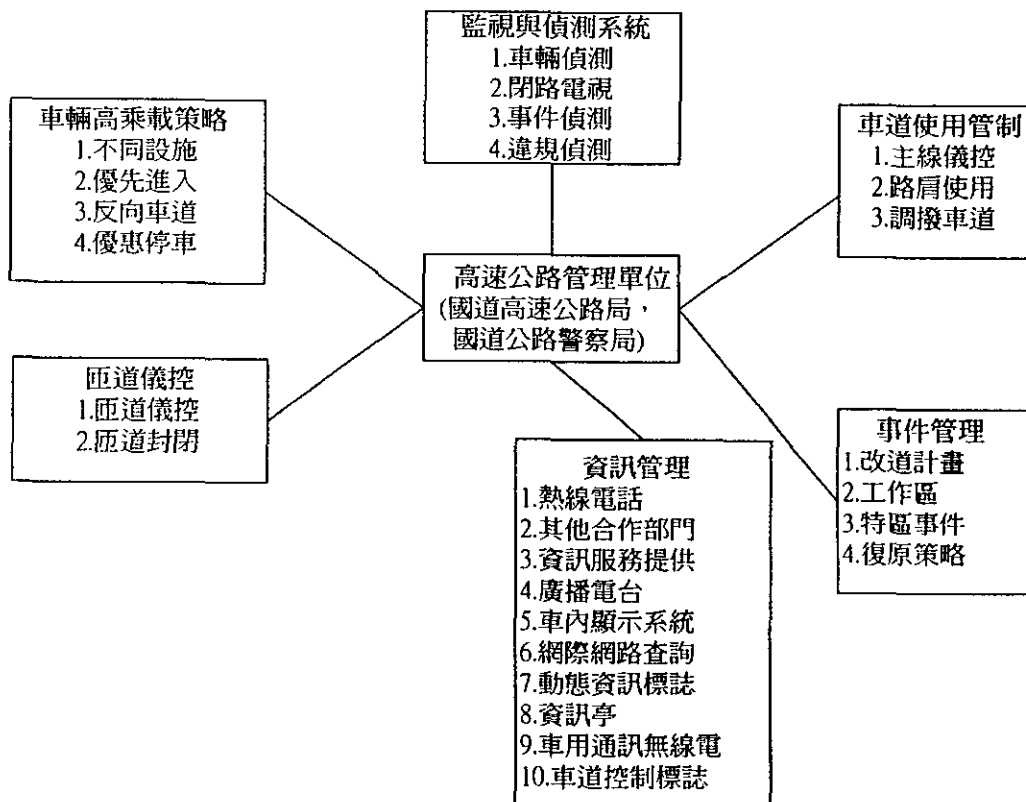 監視與偵測系統
1.車輛偵測
2.閉路電視
3.事件偵測
4.違規偵測
車輛高乘載策略
1.不同設施
2.優先進入
3.反向車道
4.優惠停車
車道使用管制
1.主線儀控
2.路肩使用
3.調撥車道
高速公路管理單位
(國道高速公路局，
國道公路警察局)
匝道儀控
1.匝道儀控
2.匝道封閉
資訊管理
1.熱線電話
2.其他合作部門
3.資訊服務提供
4.廣播電台
5.車內顯示系統
6.網際網路查詢
7.動態資訊標誌
8.資訊亭
9.車用通訊無線電
10.車道控制標誌
事件管理
1.改道計畫
2.工作區
3.特區事件
4.復原策略